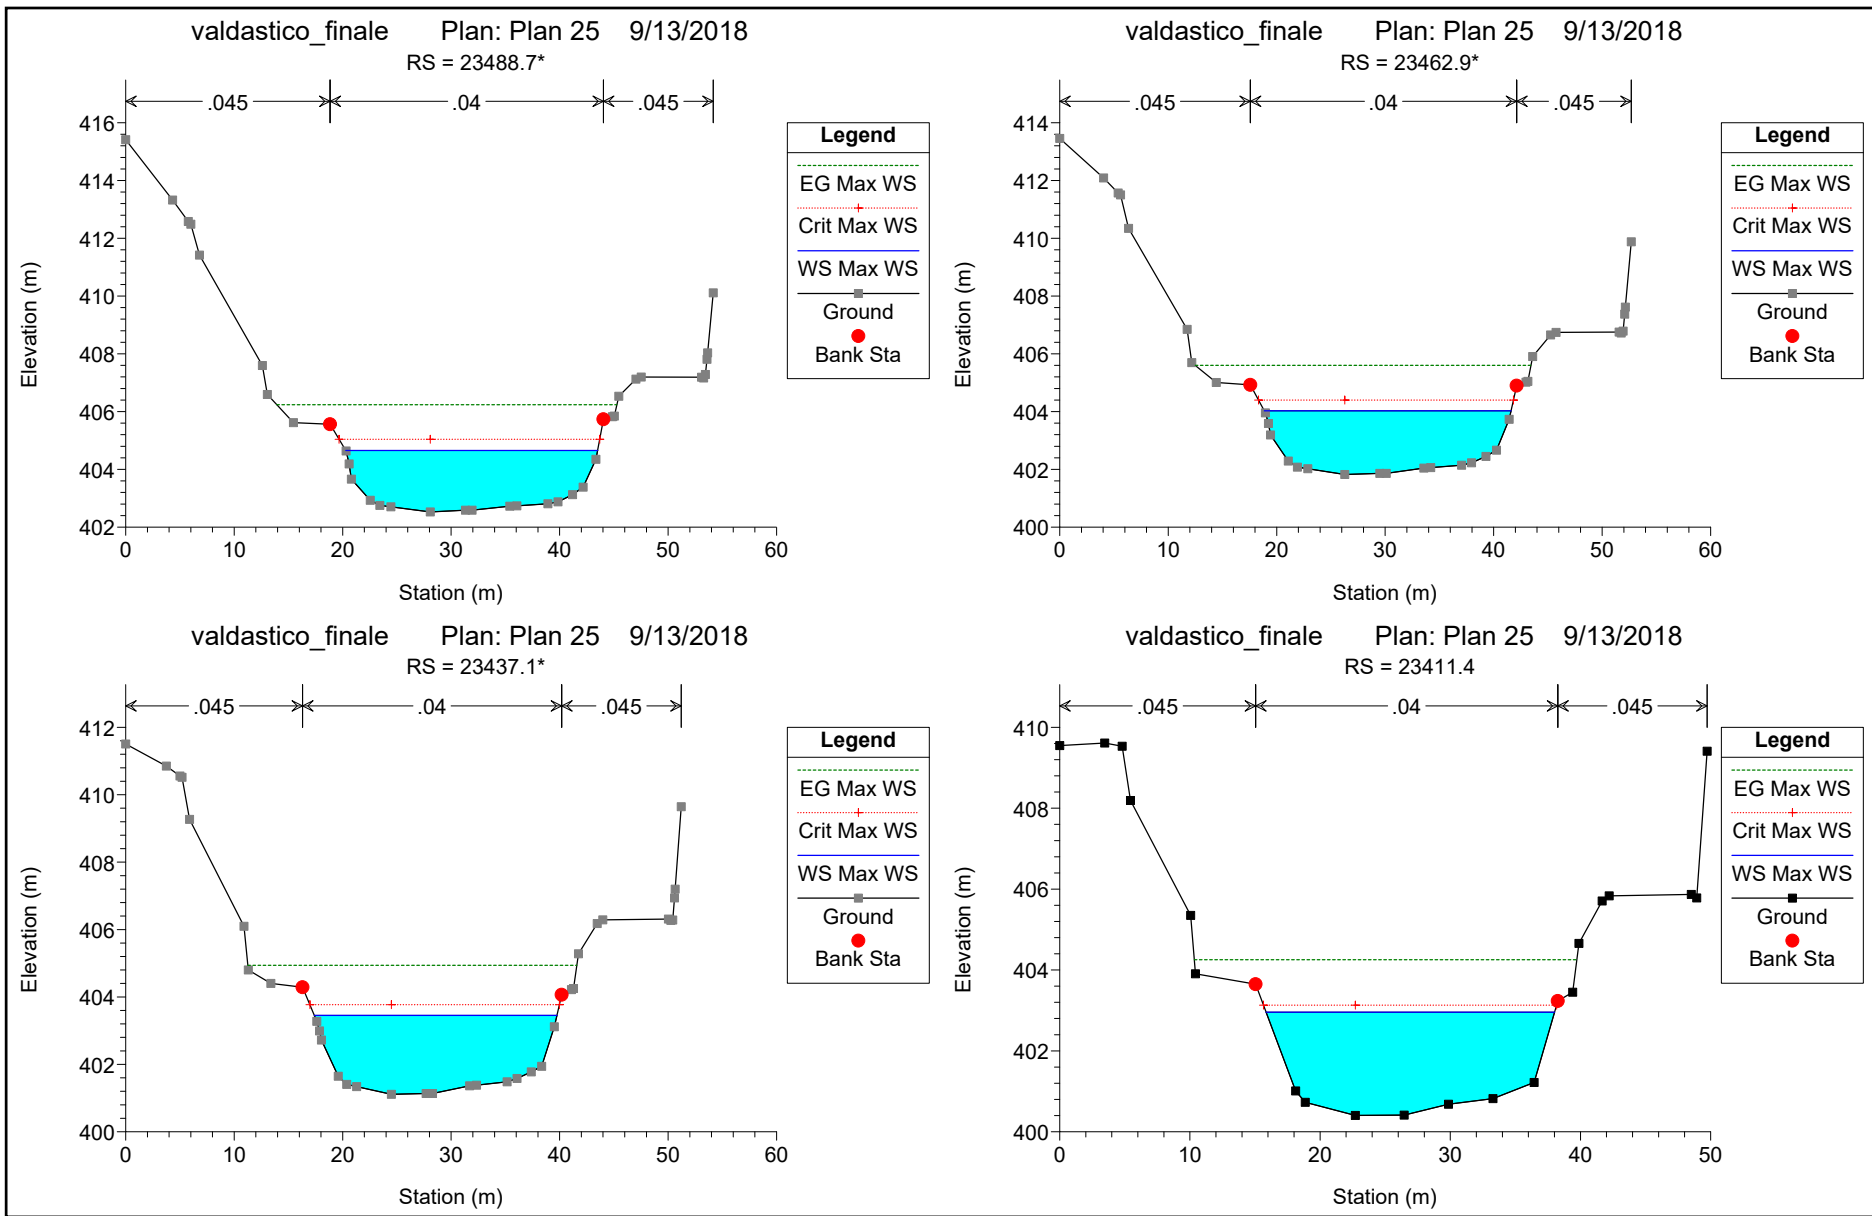 valdastico_finale Plan: Plan 25 9/13/2018
RS = 23488.7*
.045 .04 .045
416
414
412
410
408
406
404
402
0 10 20 30 40 50 60
Elevation (m)
Station (m)
Legend
EG Max WS
Crit Max WS
WS Max WS
Ground
Bank Sta
valdastico_finale Plan: Plan 25 9/13/2018
RS = 23462.9*
.045 .04 .045
414
412
410
408
406
404
402
400
0 10 20 30 40 50 60
Elevation (m)
Station (m)
Legend
EG Max WS
Crit Max WS
WS Max WS
Ground
Bank Sta
valdastico_finale Plan: Plan 25 9/13/2018
RS = 23437.1*
.045 .04 .045
412
410
408
406
404
402
400
0 10 20 30 40 50 60
Elevation (m)
Station (m)
Legend
EG Max WS
Crit Max WS
WS Max WS
Ground
Bank Sta
valdastico_finale Plan: Plan 25 9/13/2018
RS = 23411.4
.045 .04 .045
410
408
406
404
402
400
0 10 20 30 40 50
Elevation (m)
Station (m)
Legend
EG Max WS
Crit Max WS
WS Max WS
Ground
Bank Sta